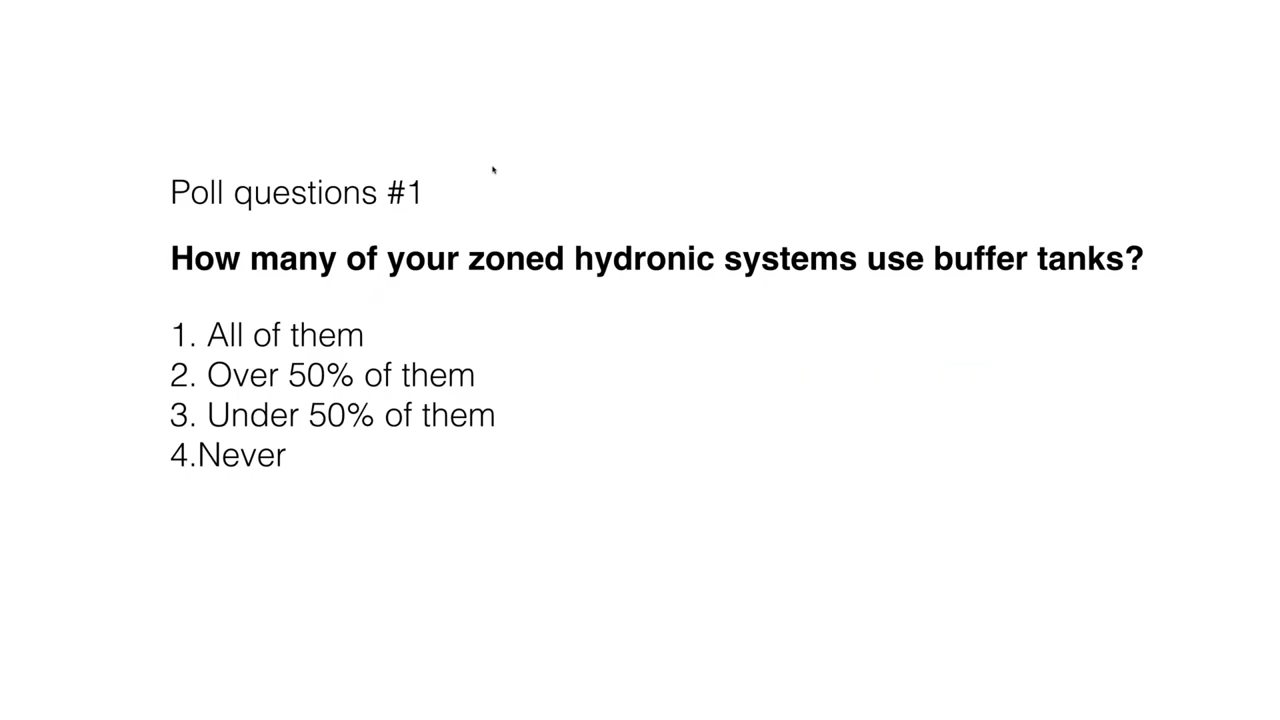 Poll questions #1
How many of your zoned hydronic systems use buffer tanks?
1. All of them
2. Over 50% of them
3. Under 50% of them
4.Never